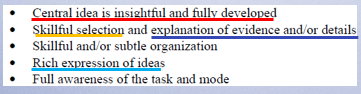 • Central idea is insightful and fully developed
• Skillful selection and explanation of evidence and/or details
• Skillful and/or subtle organization
• Rich expression of ideas
• Full awareness of the task and mode